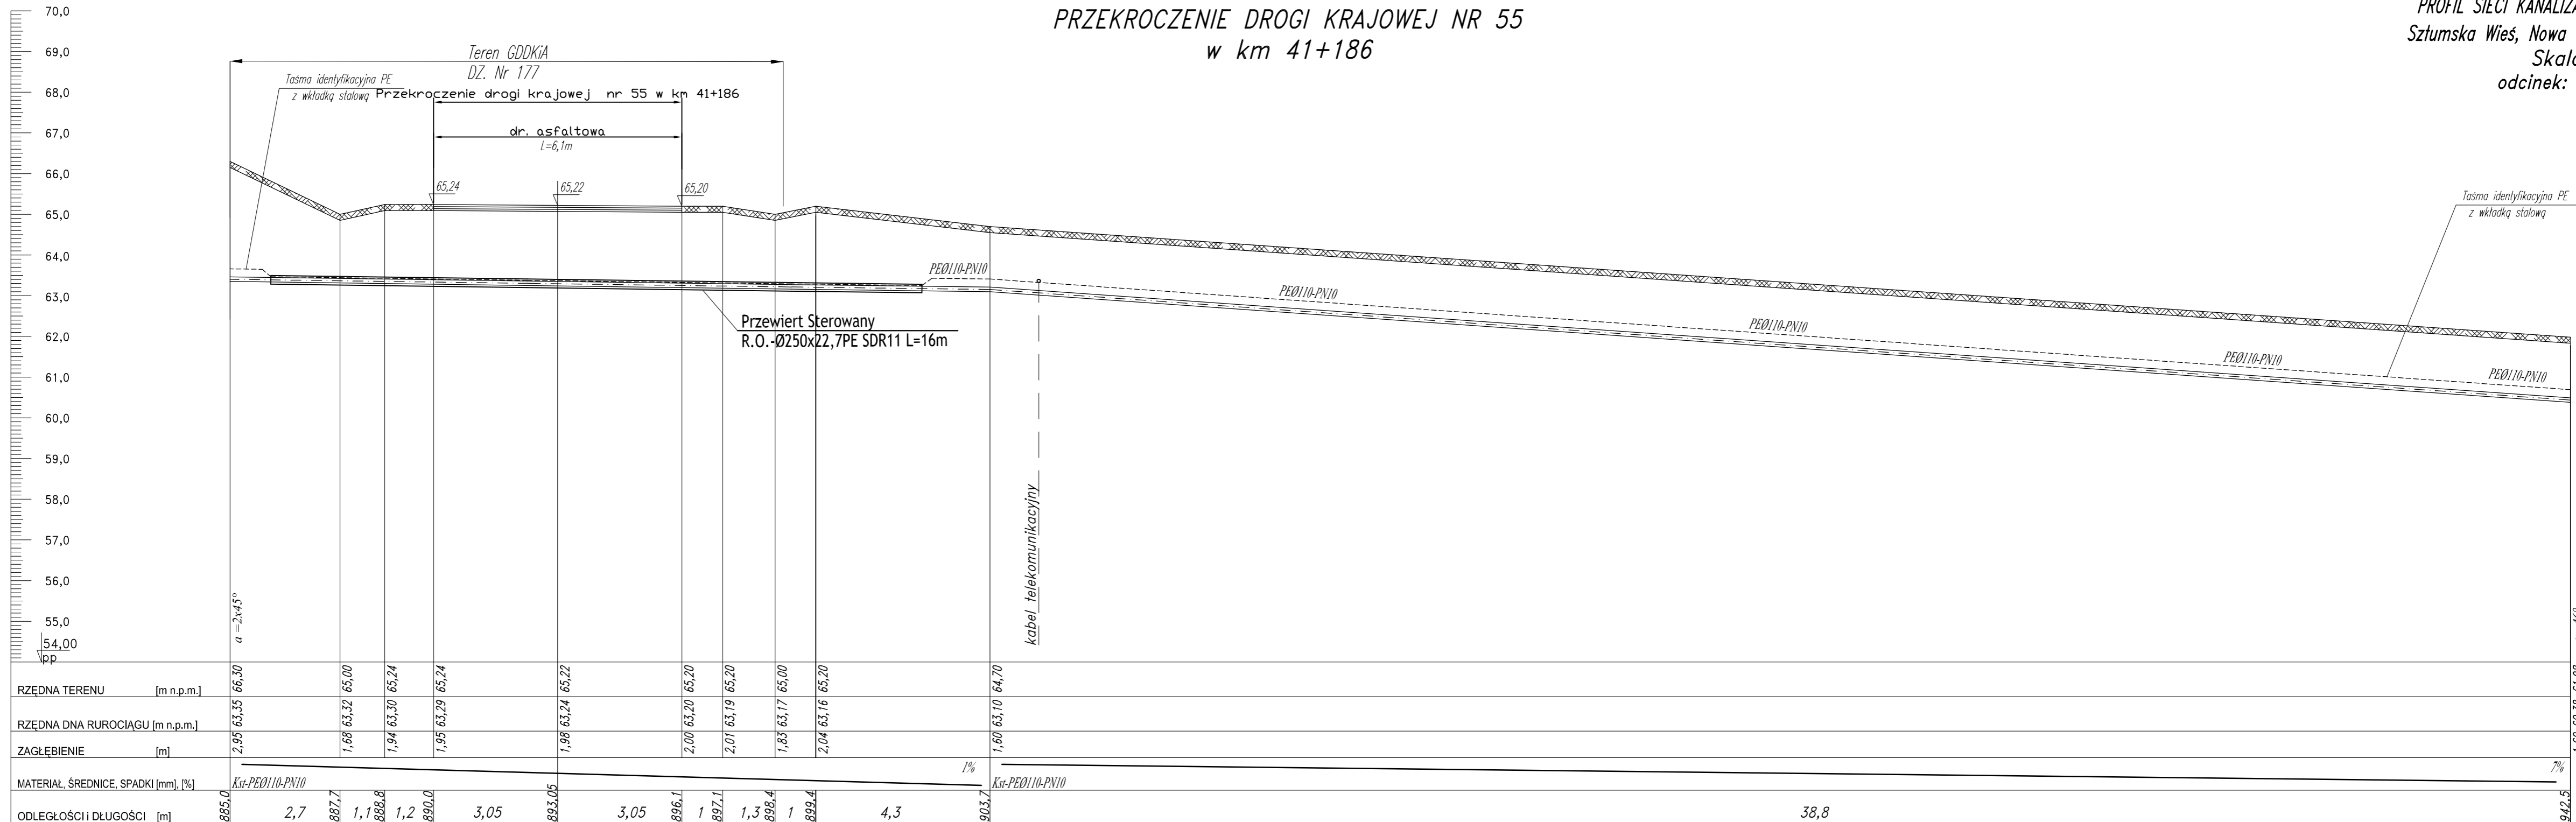 PRZEKROCZENIE DROGI KRAJOWEJ NR 55
w km 41+186
PROFIL SIECI
Sztumska Wieś, Nowa
odcinek:
70,0
69,0
68,0
67,0
66,0
65,0
64,0
63,0
62,0
61,0
60,0
59,0
58,0
57,0
56,0
55,0
54,00
pp
Teren GDDKiA
DZ. Nr 177
Taśma identyfikacyjna PE
z wkładką stalową
Przekroczenie drogi krajowej nr 55 w km 41+186
dr. asfaltowa
L=6,1m
65,24
65,22
65,20
Taśma identyfikacyjna PE
z wkładką stalową
PEØ110-PN10
PEØ110-PN10
PEØ110-PN10
PEØ110-PN10
PEØ110-PN10
Przewiert Sterowany
R.O.-Ø250x22,7PE SDR11 L=16m
kabel telekomunikacyjny
a =2x45°
RZĘDNA TERENU [m n.p.m.] 66,30 65,00 65,24 65,24 65,22 65,20 65,20 65,00 65,20 64,70
RZĘDNA DNA RUROCIĄGU [m n.p.m.] 63,35 63,32 63,30 63,29 63,24 63,20 63,19 63,17 63,16 63,10
ZAGŁĘBIENIE [m] 2,95 1,68 1,94 1,95 1,98 2,00 2,01 1,83 2,04 1,60
MATERIAŁ, ŚREDNICE, SPADKI [mm], [%] Kst-PEØ110-PN10 1% Kst-PEØ110-PN10 7%
ODLEGŁOŚCI i DŁUGOŚCI [m] 885,0 2,7 887,7 1,1 888,8 1,2 890,0 3,05 893,05 3,05 896,1 1 897,1 1,3 898,4 1 899,4 4,3 903,7 38,8 942,5